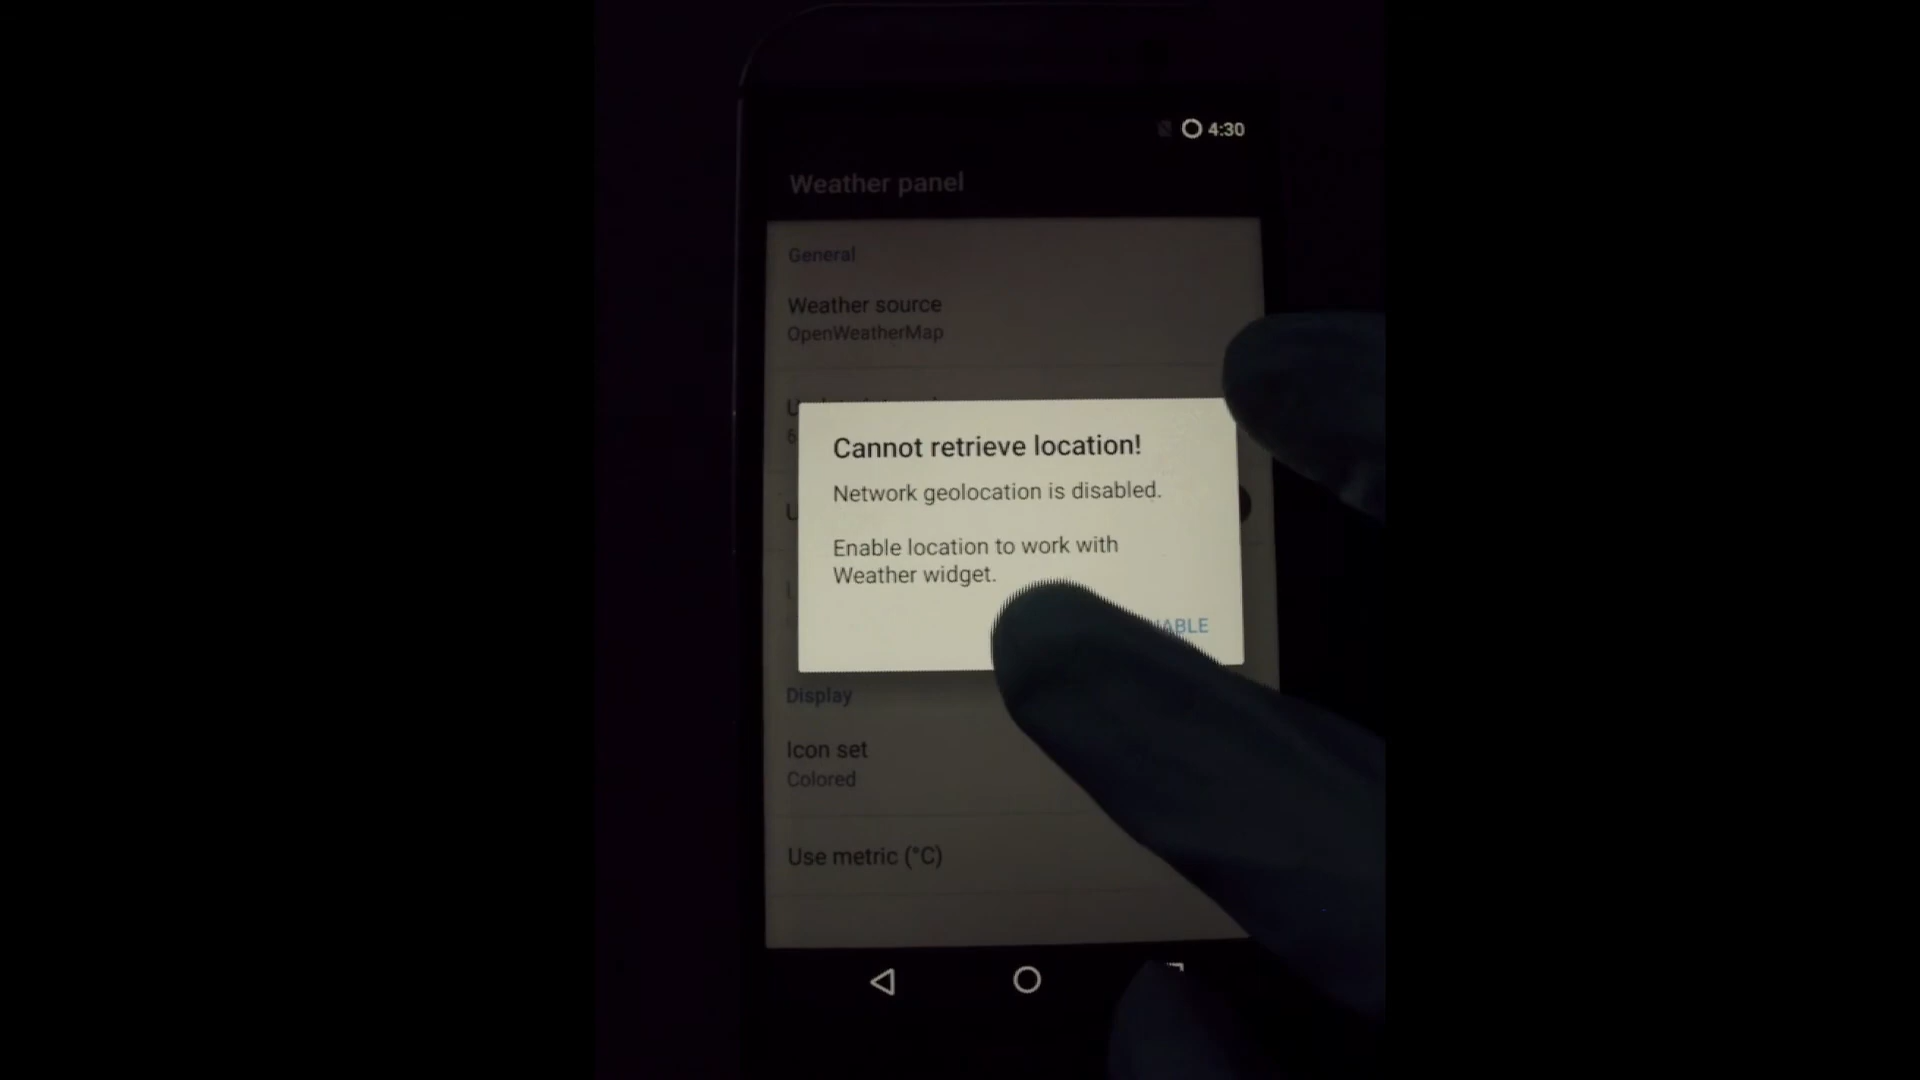 4:30
Weather panel
General
Weather source
OpenWeatherMap
Cannot retrieve location!
Network geolocation is disabled.
Enable location to work with
Weather widget.
Display
Icon set
Colored
Use metric (°C)